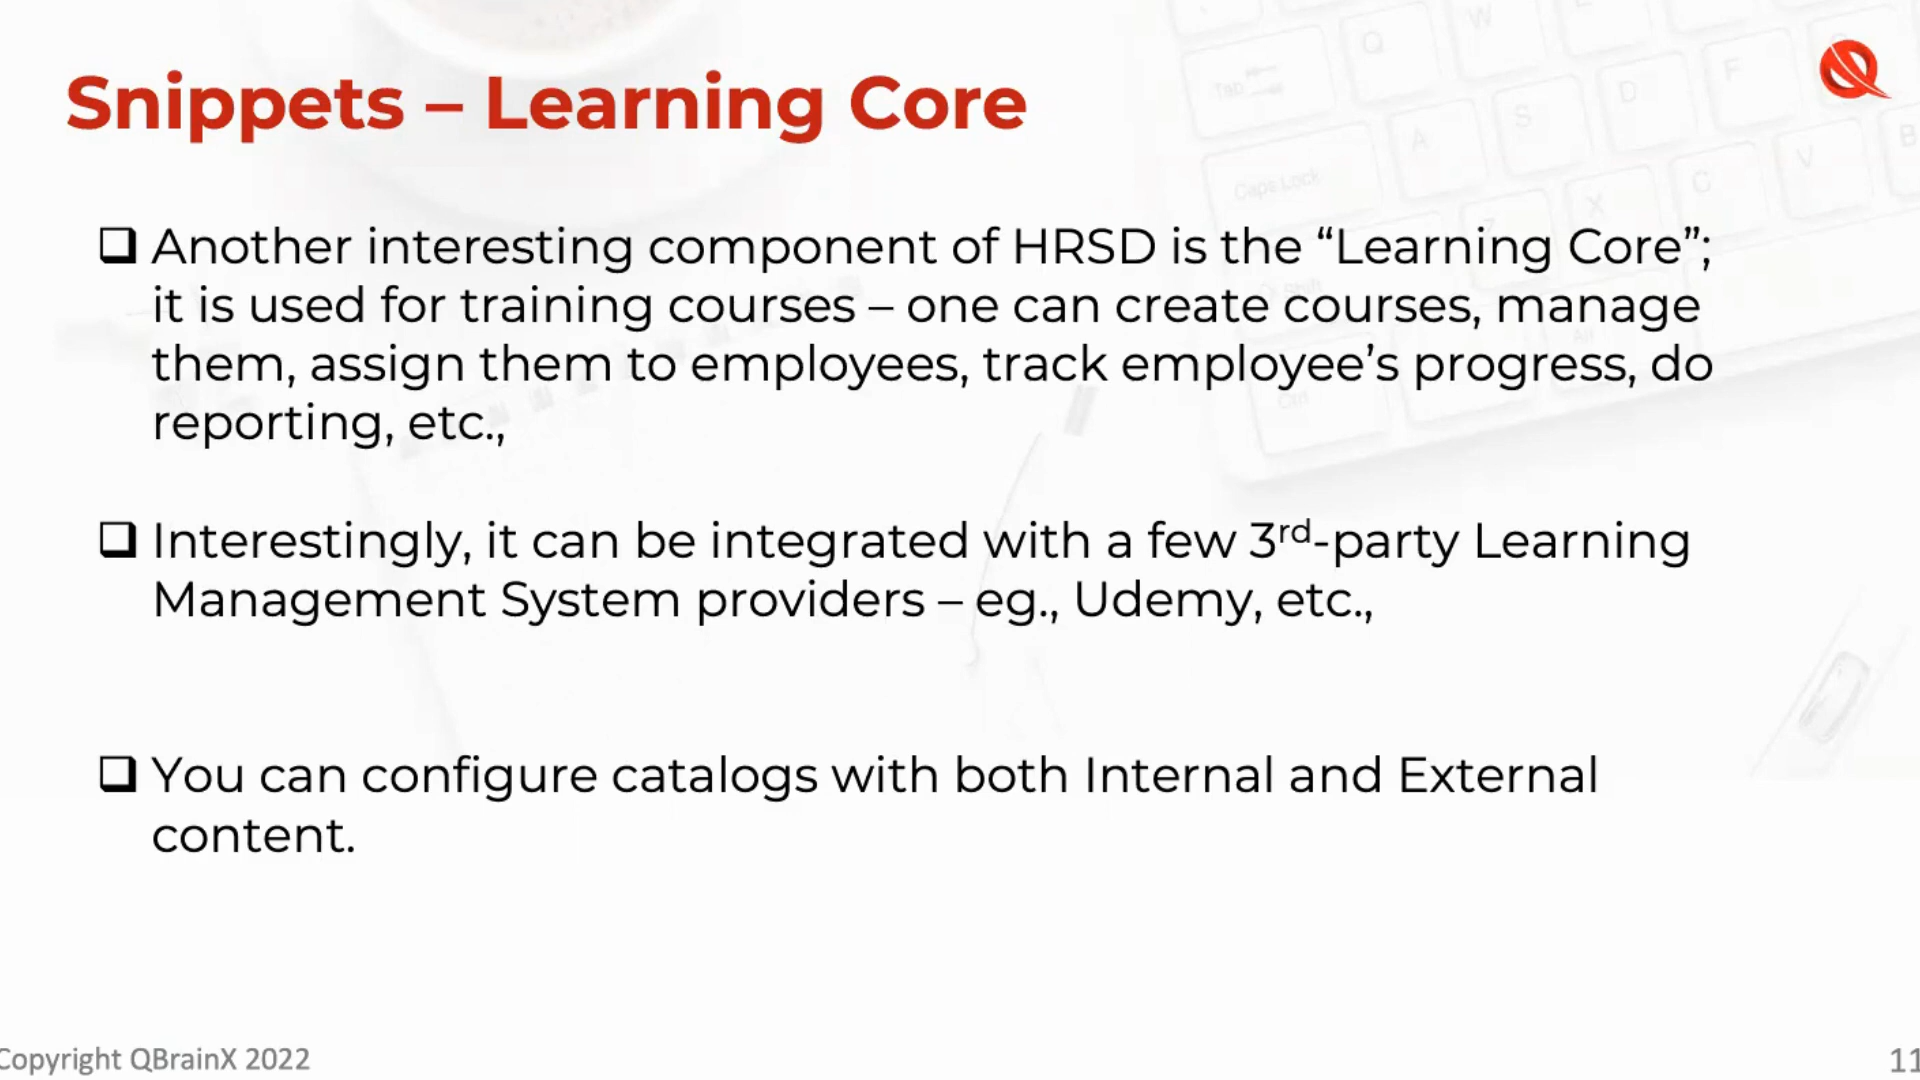 Snippets – Learning Core
❑ Another interesting component of HRSD is the “Learning Core”;
it is used for training courses – one can create courses, manage
them, assign them to employees, track employee’s progress, do
reporting, etc.,
❑ Interestingly, it can be integrated with a few 3rd-party Learning
Management System providers – eg., Udemy, etc.,
❑ You can configure catalogs with both Internal and External
content.
Copyright QBrainX 2022
11